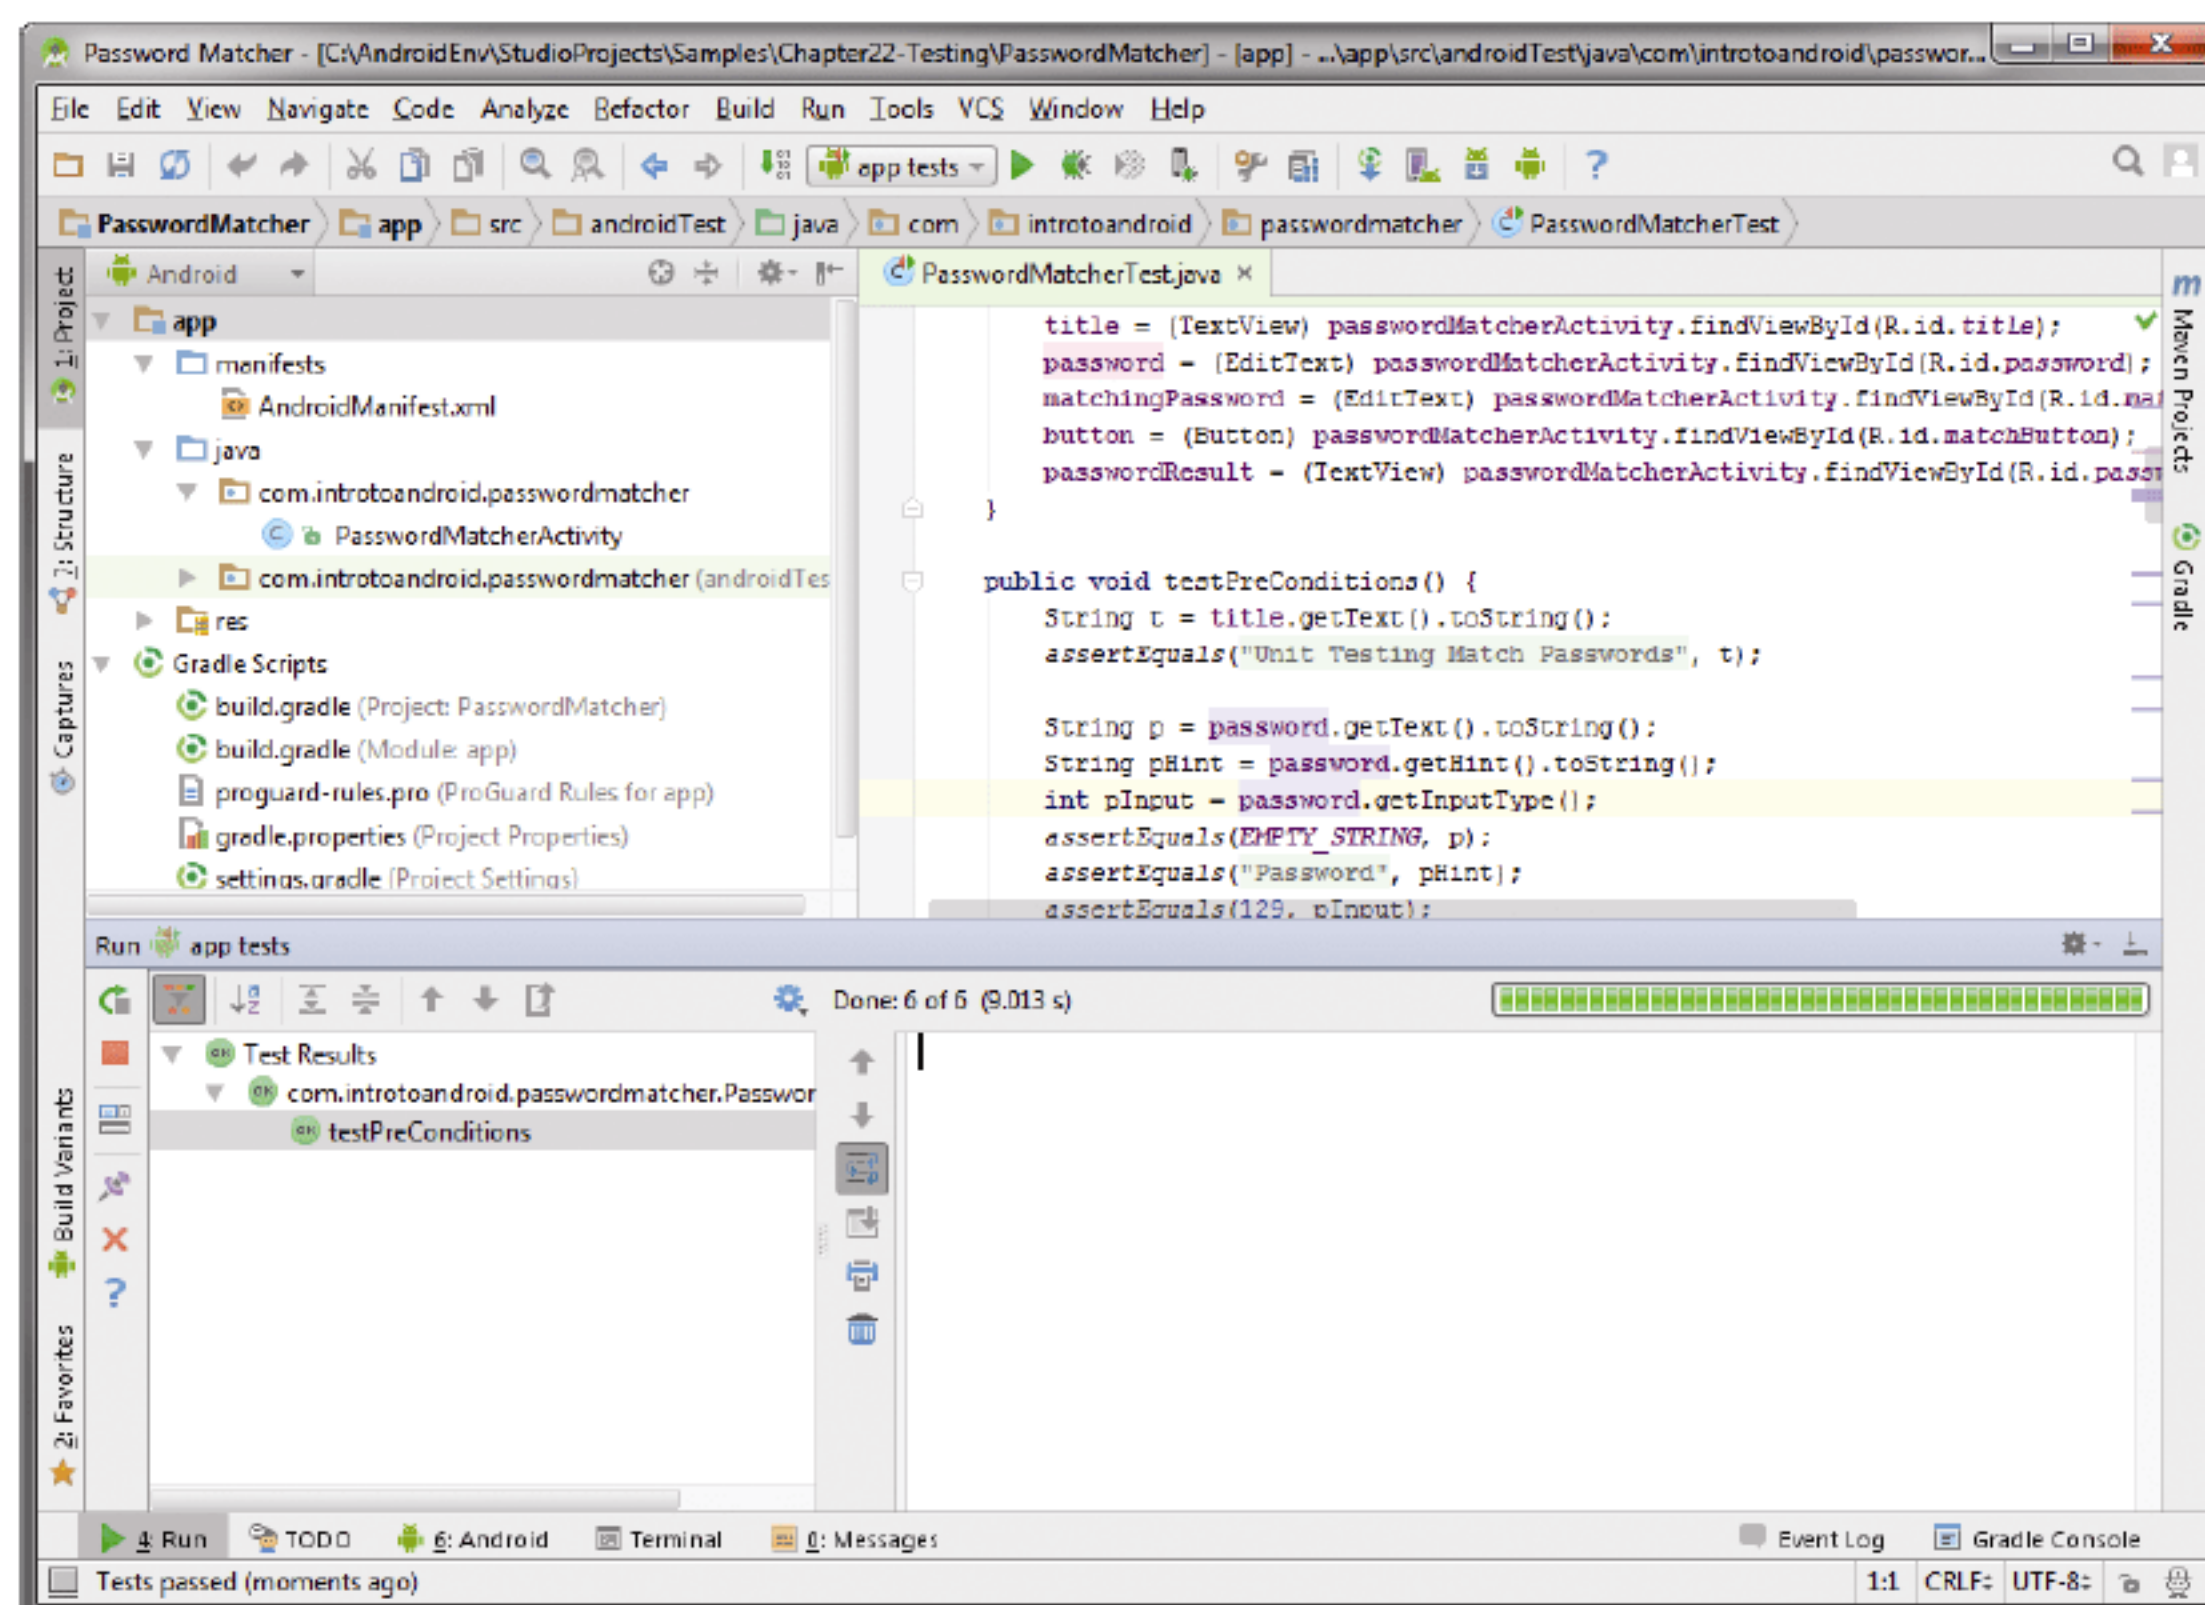 Password Matcher - [C:\AndroidEnv\StudioProjects\Samples\Chapter22-Testing\PasswordMatcher] - [app] - ...\app\src\androidTest\java\com\introtoandroid\passwor...
File Edit View Navigate Code Analyze Refactor Build Run Tools VCS Window Help
app tests
PasswordMatcher app src androidTest java com introtoandroid passwordmatcher PasswordMatcherTest
1: Project
7: Structure
Captures
Build Variants
2: Favorites
Android
app
manifests
AndroidManifest.xml
java
com.introtoandroid.passwordmatcher
PasswordMatcherActivity
com.introtoandroid.passwordmatcher (androidTes
res
Gradle Scripts
build.gradle (Project: PasswordMatcher)
build.gradle (Module: app)
proguard-rules.pro (ProGuard Rules for app)
gradle.properties (Project Properties)
settings.gradle (Project Settings)
PasswordMatcherTest.java
title = (TextView) passwordMatcherActivity.findViewById(R.id.title);
password = (EditText) passwordMatcherActivity.findViewById(R.id.password);
matchingPassword = (EditText) passwordMatcherActivity.findViewById(R.id.mat
button = (Button) passwordMatcherActivity.findViewById(R.id.matchButton);
passwordResult = (TextView) passwordMatcherActivity.findViewById(R.id.passw
}
public void testPreConditions() {
String t = title.getText().toString();
assertEquals("Unit Testing Match Passwords", t);
String p = password.getText().toString();
String pHint = password.getHint().toString();
int pInput = password.getInputType();
assertEquals(EMPTY_STRING, p);
assertEquals("Password", pHint);
assertEquals(129, pInput);
Maven Projects
Gradle
Run app tests
Done: 6 of 6 (9.013 s)
Test Results
com.introtoandroid.passwordmatcher.Passwor
testPreConditions
4: Run TODO 6: Android Terminal 0: Messages Event Log Gradle Console
Tests passed (moments ago) 1:1 CRLF UTF-8